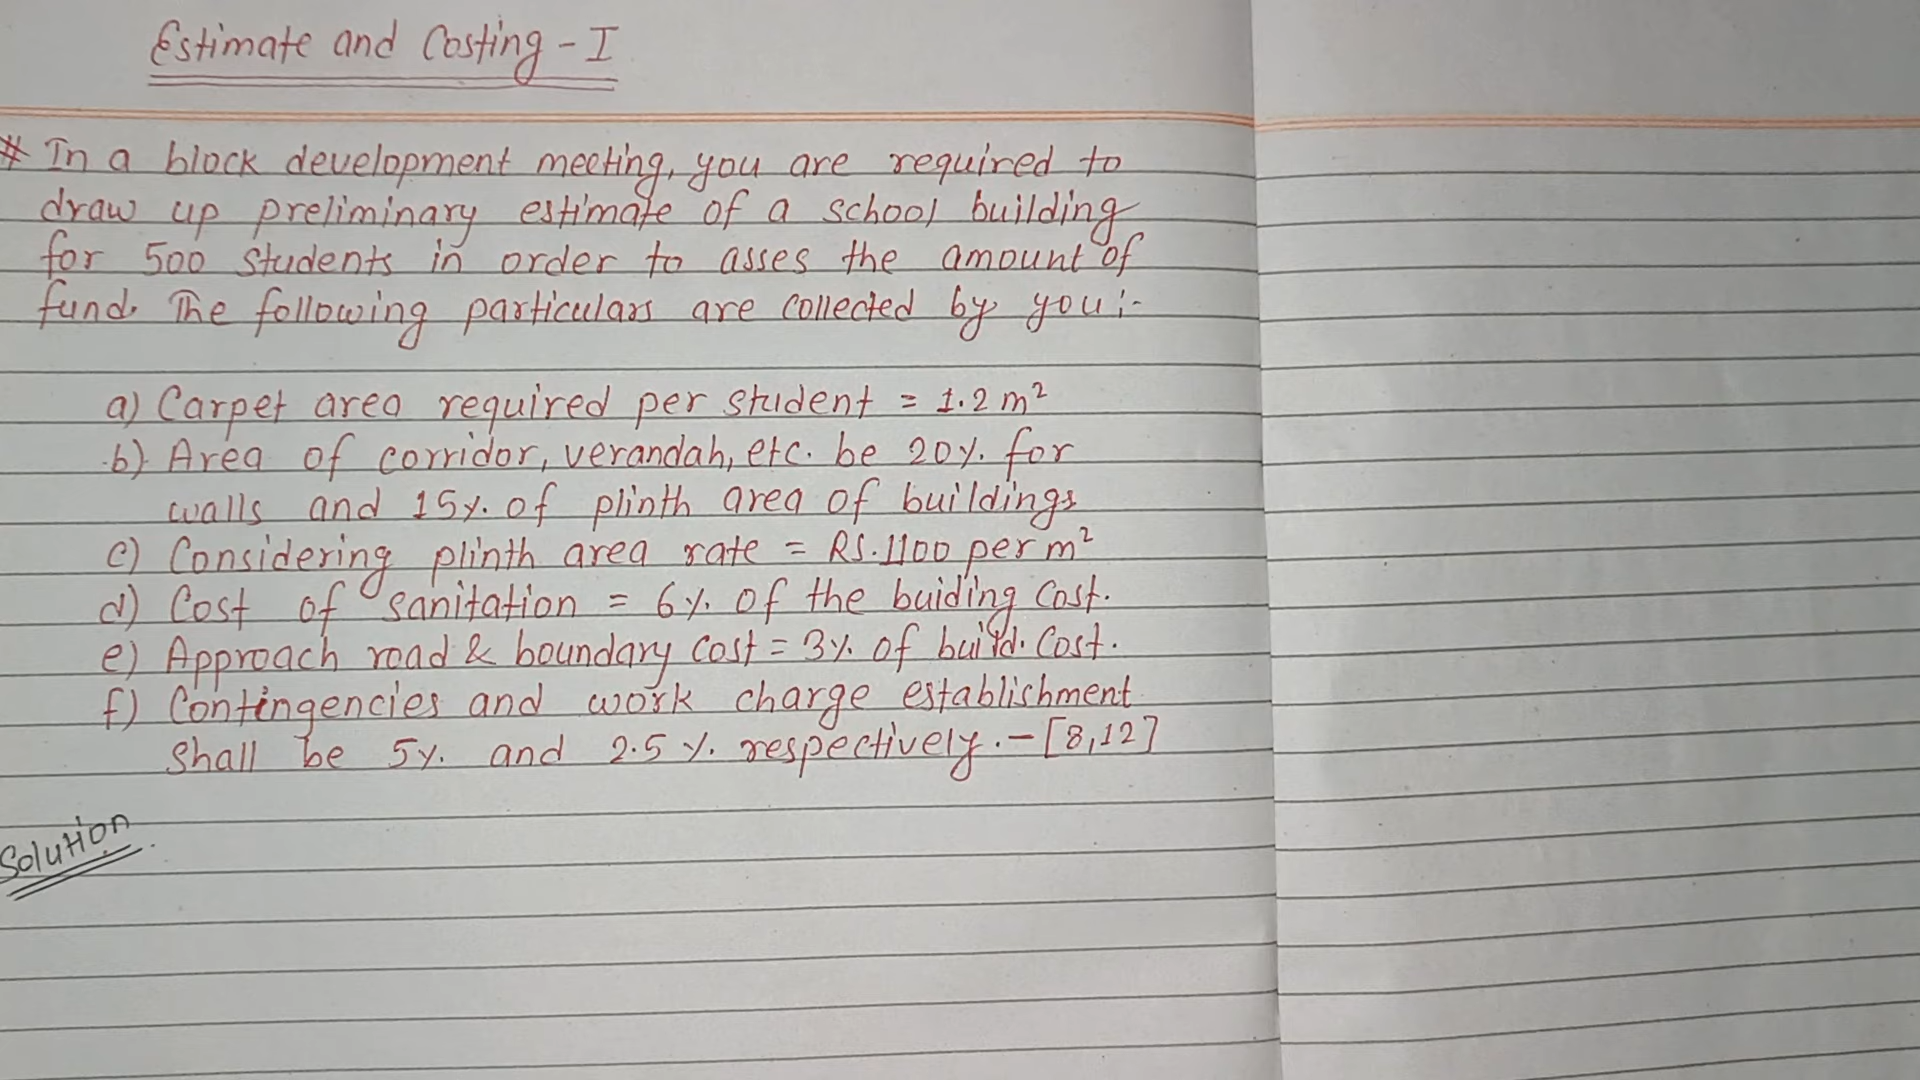 Estimate and Costing - I
# In a block development meeting, you are required to
draw up preliminary estimate of a school building
for 500 students in order to asses the amount of
fund. The following particulars are collected by you :-
a) Carpet area required per student = 1.2 m²
b) Area of corridor, verandah, etc. be 20%. for
walls and 15%. of plinth area of buildings
c) Considering plinth area rate = RS. 1100 per m²
d) Cost of sanitation = 6%. of the buiding cost.
e) Approach road & boundary cost = 3%. of build. Cost.
f) Contingencies and work charge establishment
shall be 5%. and 2.5%. respectively. - [8,12]
Solution